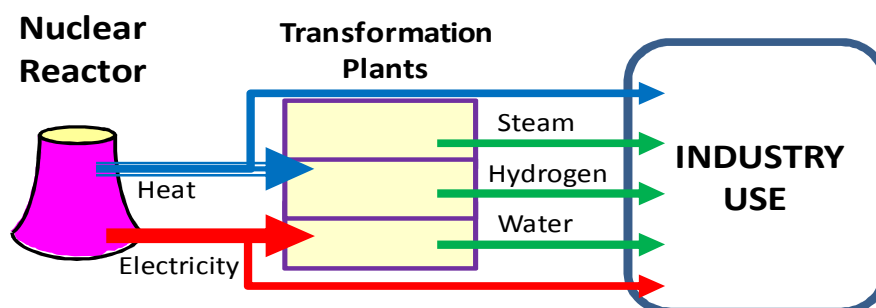 Nuclear
Reactor
Transformation
Plants
Steam
Heat
Hydrogen
INDUSTRY
USE
Water
Electricity